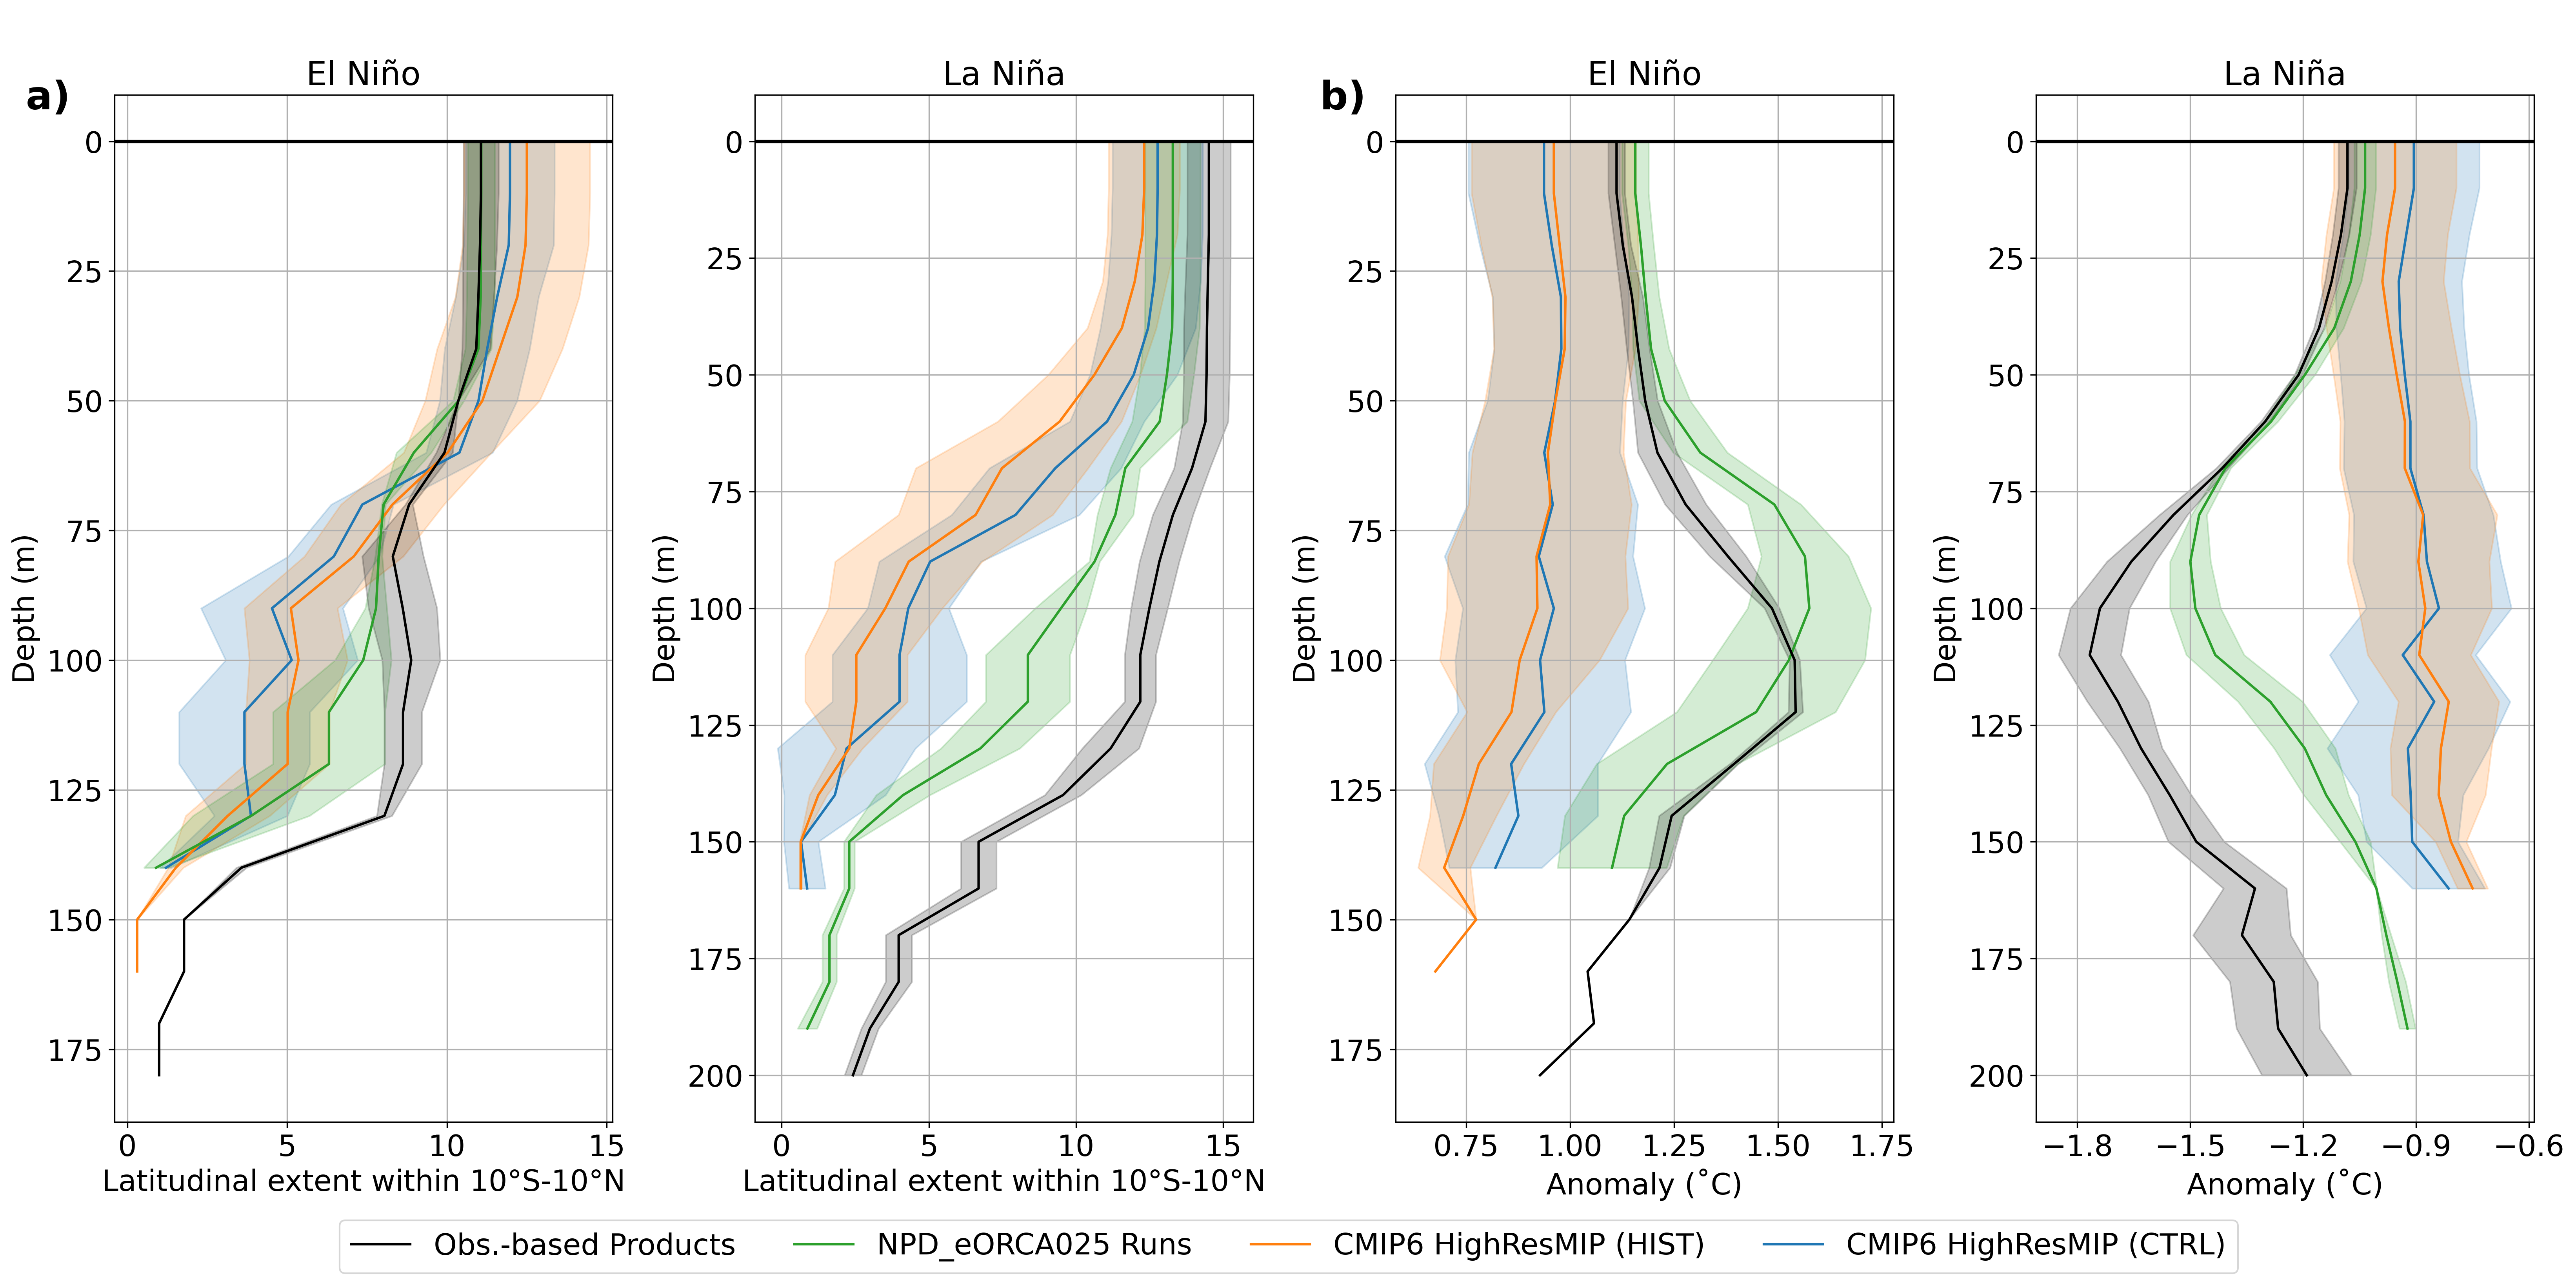 a)
El Niño
0
25
50
75
100
125
150
175
0
5
10
15
Depth (m)
Latitudinal extent within 10°S-10°N
La Niña
0
25
50
75
100
125
150
175
200
0
5
10
15
Depth (m)
Latitudinal extent within 10°S-10°N
b)
El Niño
0
25
50
75
100
125
150
175
0.75
1.00
1.25
1.50
1.75
Depth (m)
Anomaly (˚C)
La Niña
0
25
50
75
100
125
150
175
200
−1.8
−1.5
−1.2
−0.9
−0.6
Depth (m)
Anomaly (˚C)
Obs.-based Products
NPD_eORCA025 Runs
CMIP6 HighResMIP (HIST)
CMIP6 HighResMIP (CTRL)